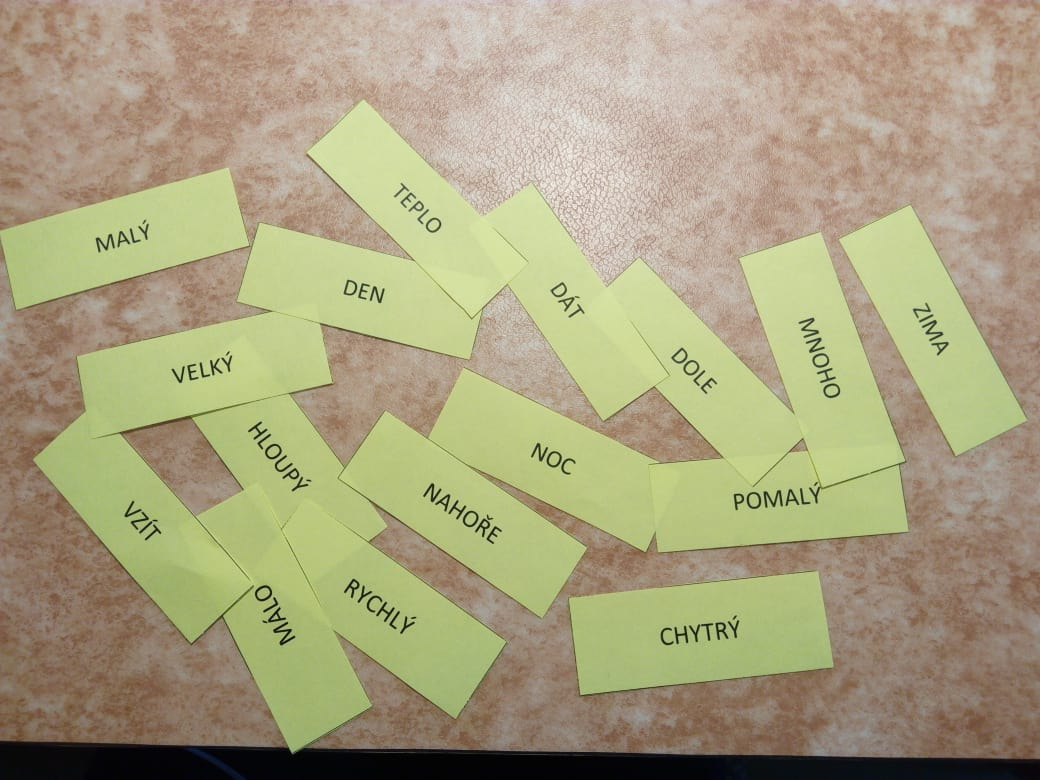 MALÝ
TEPLO
DEN
DÁT
DOLE
MNOHO
ZIMA
VELKÝ
HLOUPÝ
NOC
NAHOŘE
POMALÝ
VZÍT
MÁLO
RYCHLÝ
CHYTRÝ